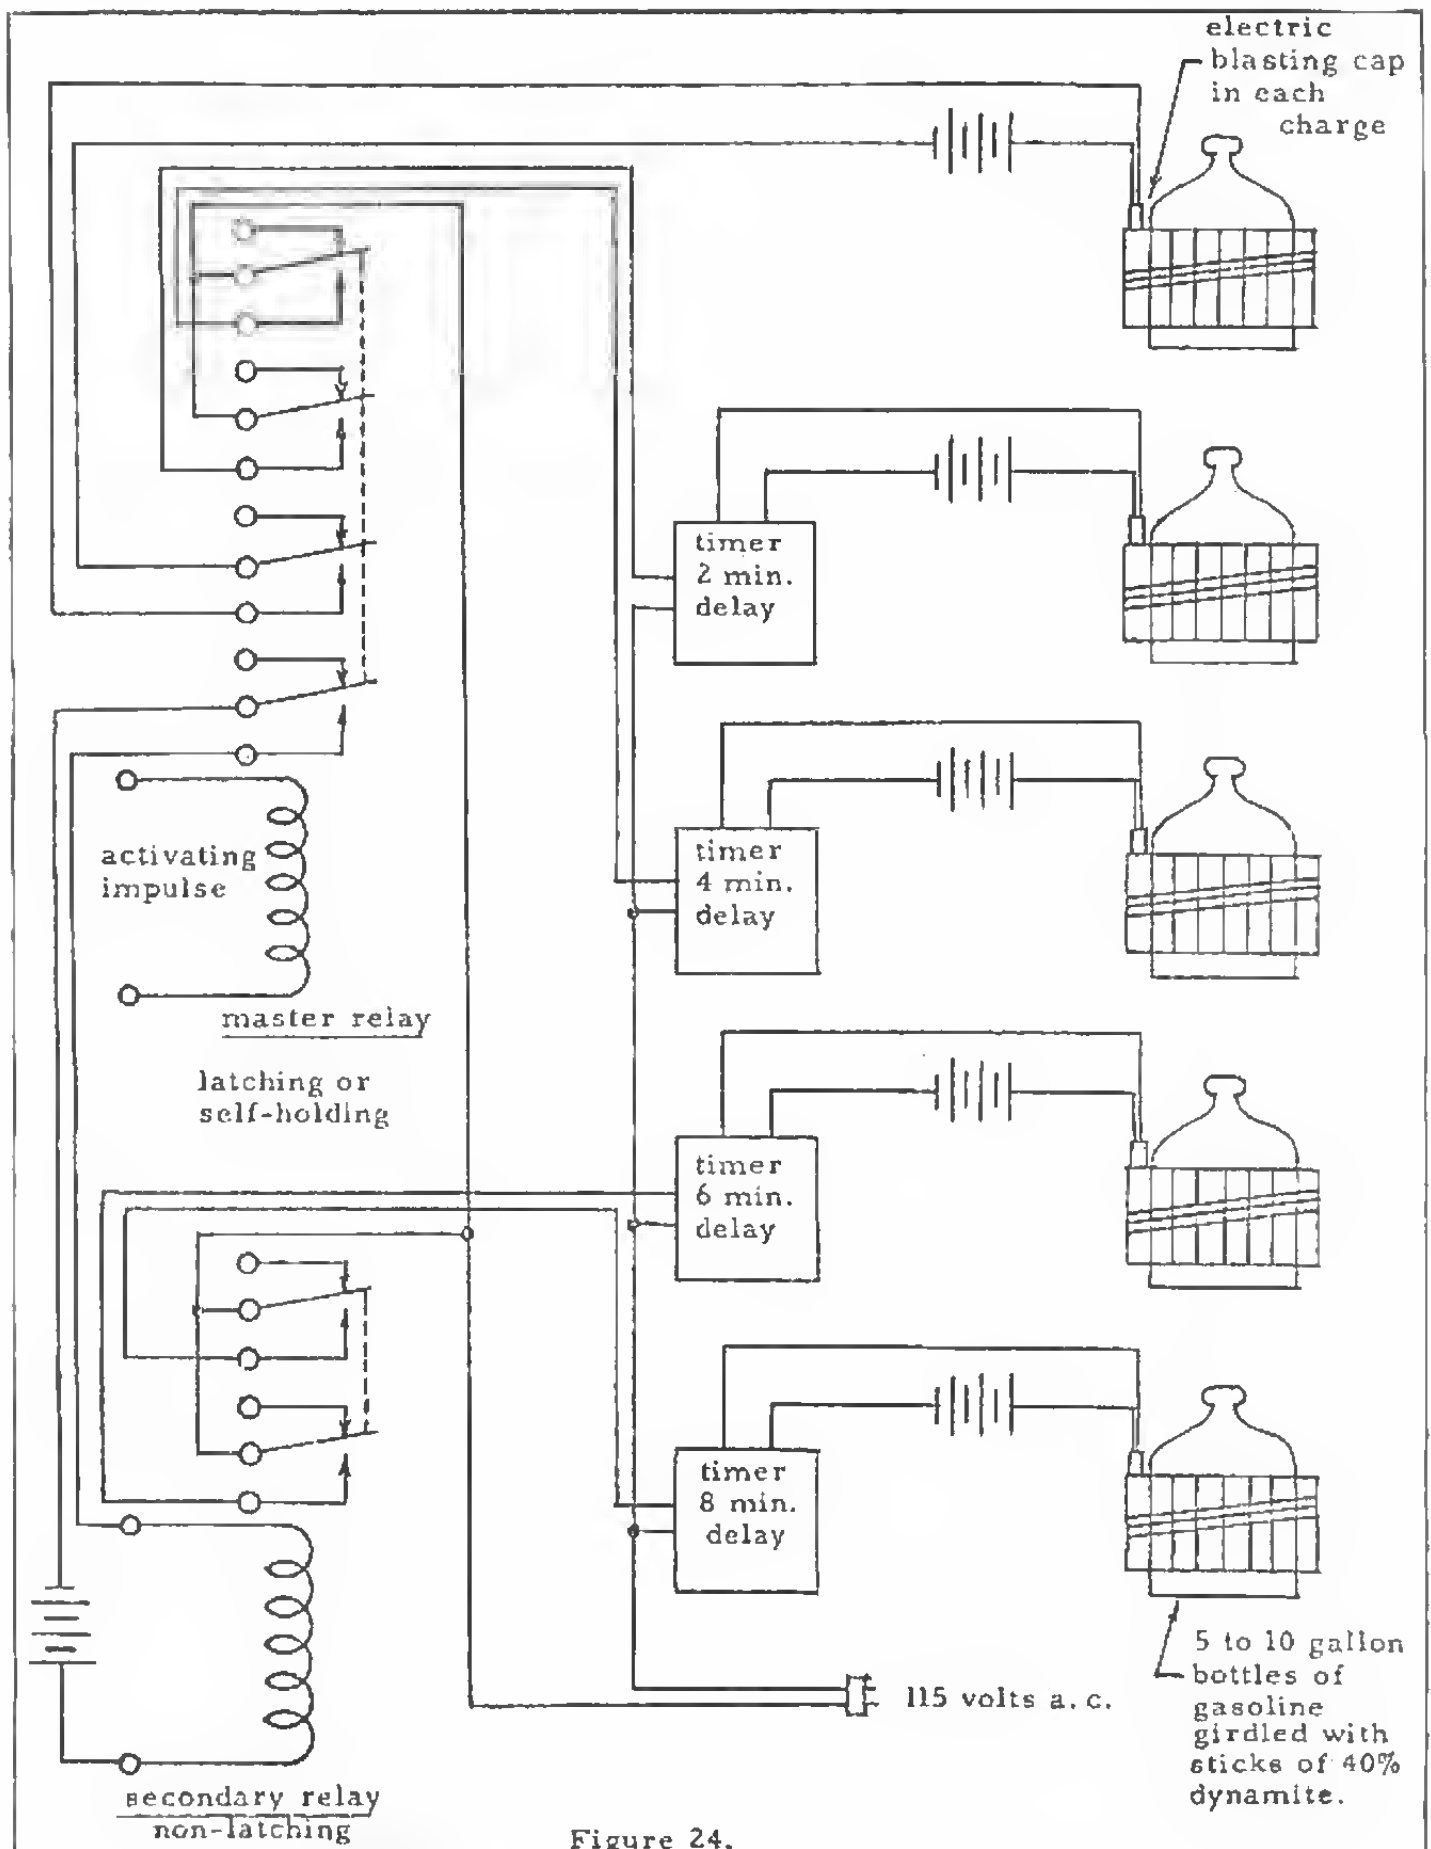 electric
blasting cap
in each
charge
timer
2 min.
delay
timer
4 min.
delay
activating
impulse
master relay
latching or
self-holding
timer
6 min.
delay
timer
8 min.
delay
115 volts a. c.
5 to 10 gallon
bottles of
gasoline
girdled with
sticks of 40%
dynamite.
secondary relay
non-latching
Figure 24.